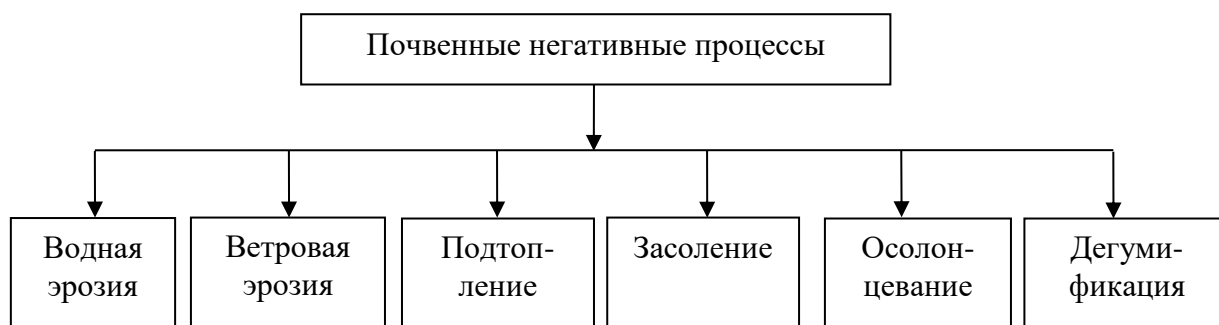 Почвенные негативные процессы
Водная
эрозия
Ветровая
эрозия
Подтоп-
ление
Засоление
Осолон-
цевание
Дегуми-
фикация